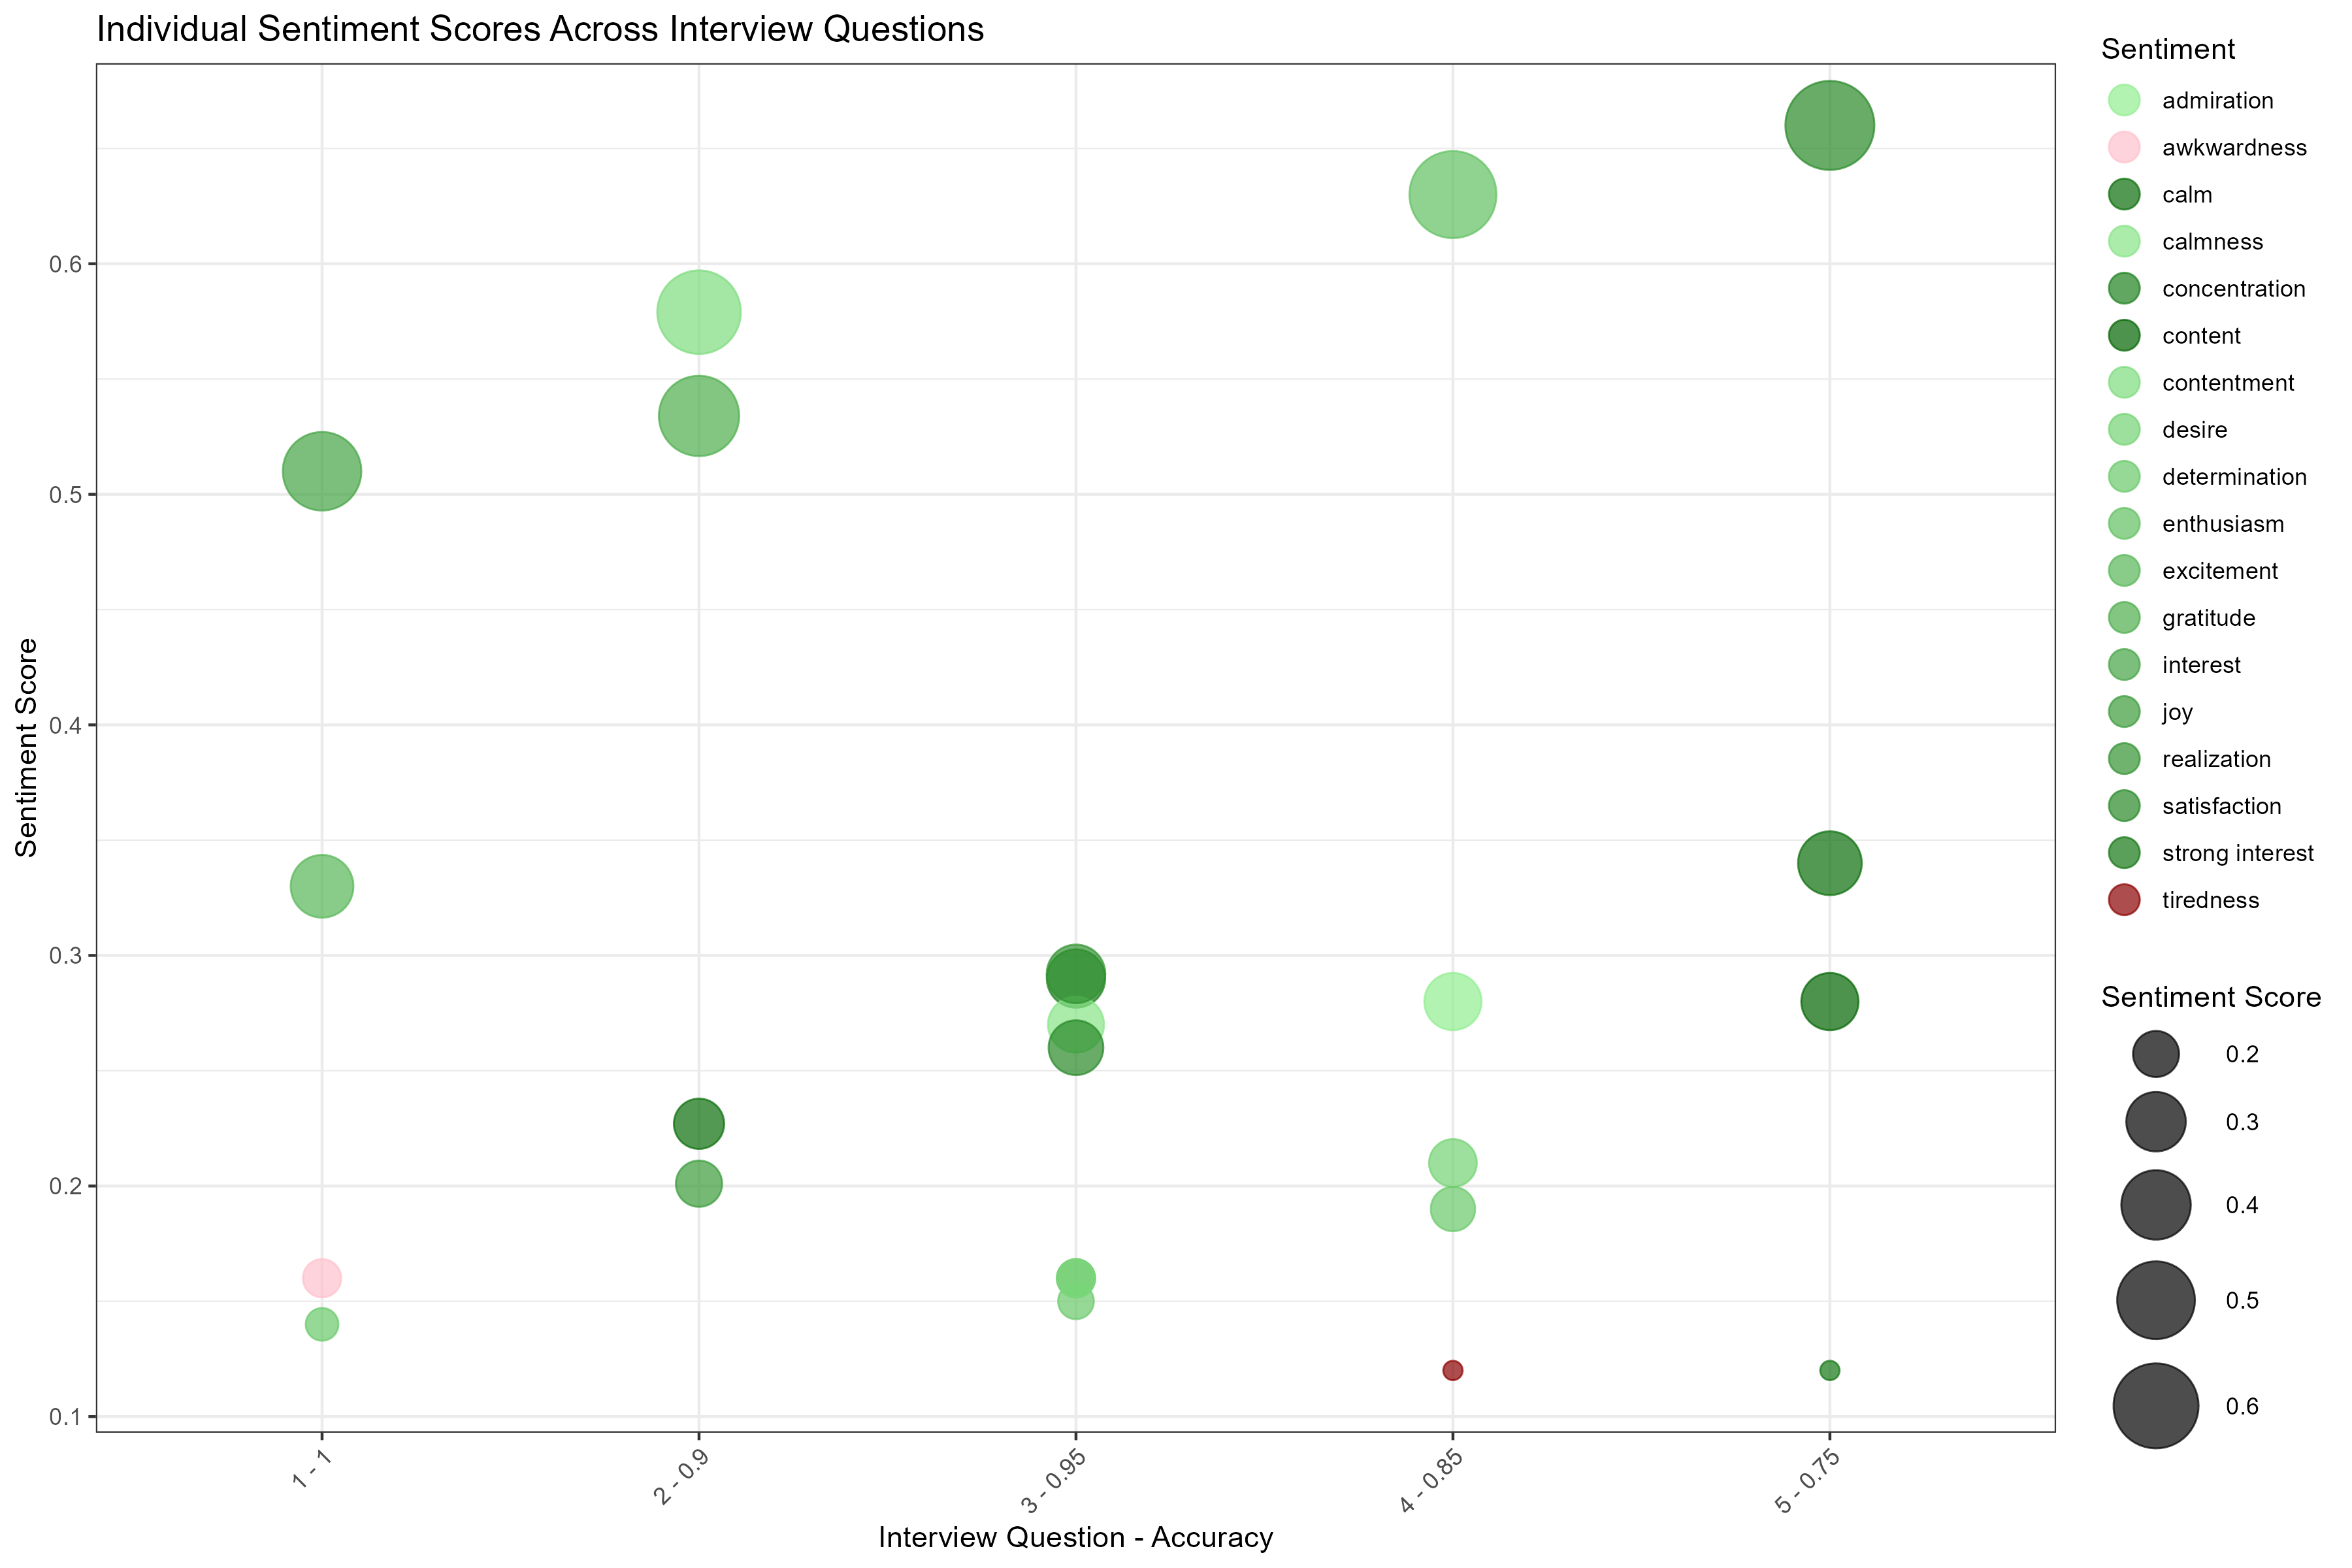 Individual Sentiment Scores Across Interview Questions
Sentiment Score
0.6
0.5
0.4
0.3
0.2
0.1
1 - 1
2 - 0.9
3 - 0.95
4 - 0.85
5 - 0.75
Interview Question - Accuracy
Sentiment
admiration
awkwardness
calm
calmness
concentration
content
contentment
desire
determination
enthusiasm
excitement
gratitude
interest
joy
realization
satisfaction
strong interest
tiredness
Sentiment Score
0.2
0.3
0.4
0.5
0.6